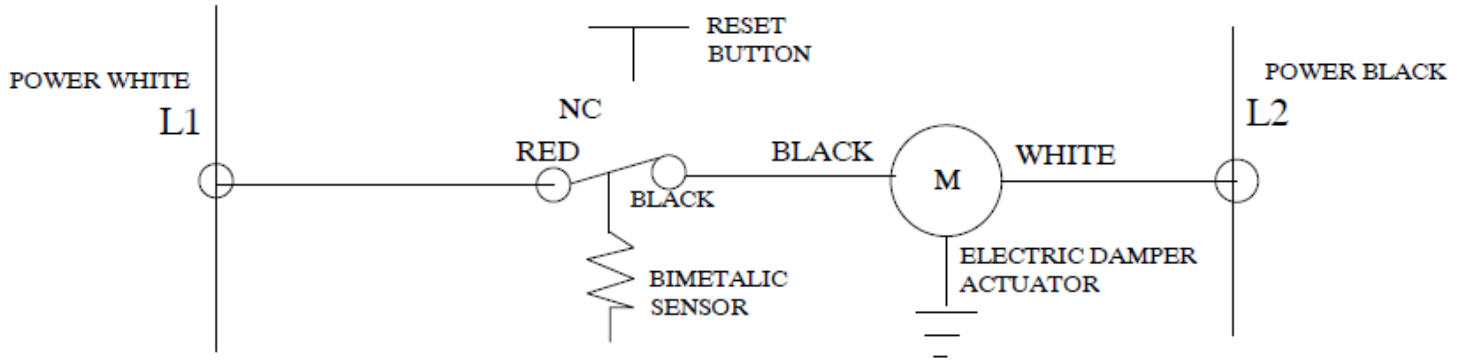 RESET
BUTTON
POWER WHITE
L1
POWER BLACK
L2
NC
RED
BLACK
BLACK
M
WHITE
BIMETALIC
SENSOR
ELECTRIC DAMPER
ACTUATOR